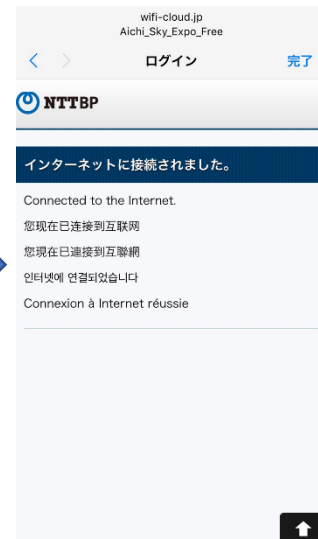 wifi-cloud.jp
Aichi_Sky_Expo_Free
ログイン 完了
NTTBP
インターネットに接続されました。
Connected to the Internet.
您现在已连接到互联网
您現在已連接到互聯網
인터넷에 연결되었습니다
Connexion à Internet réussie